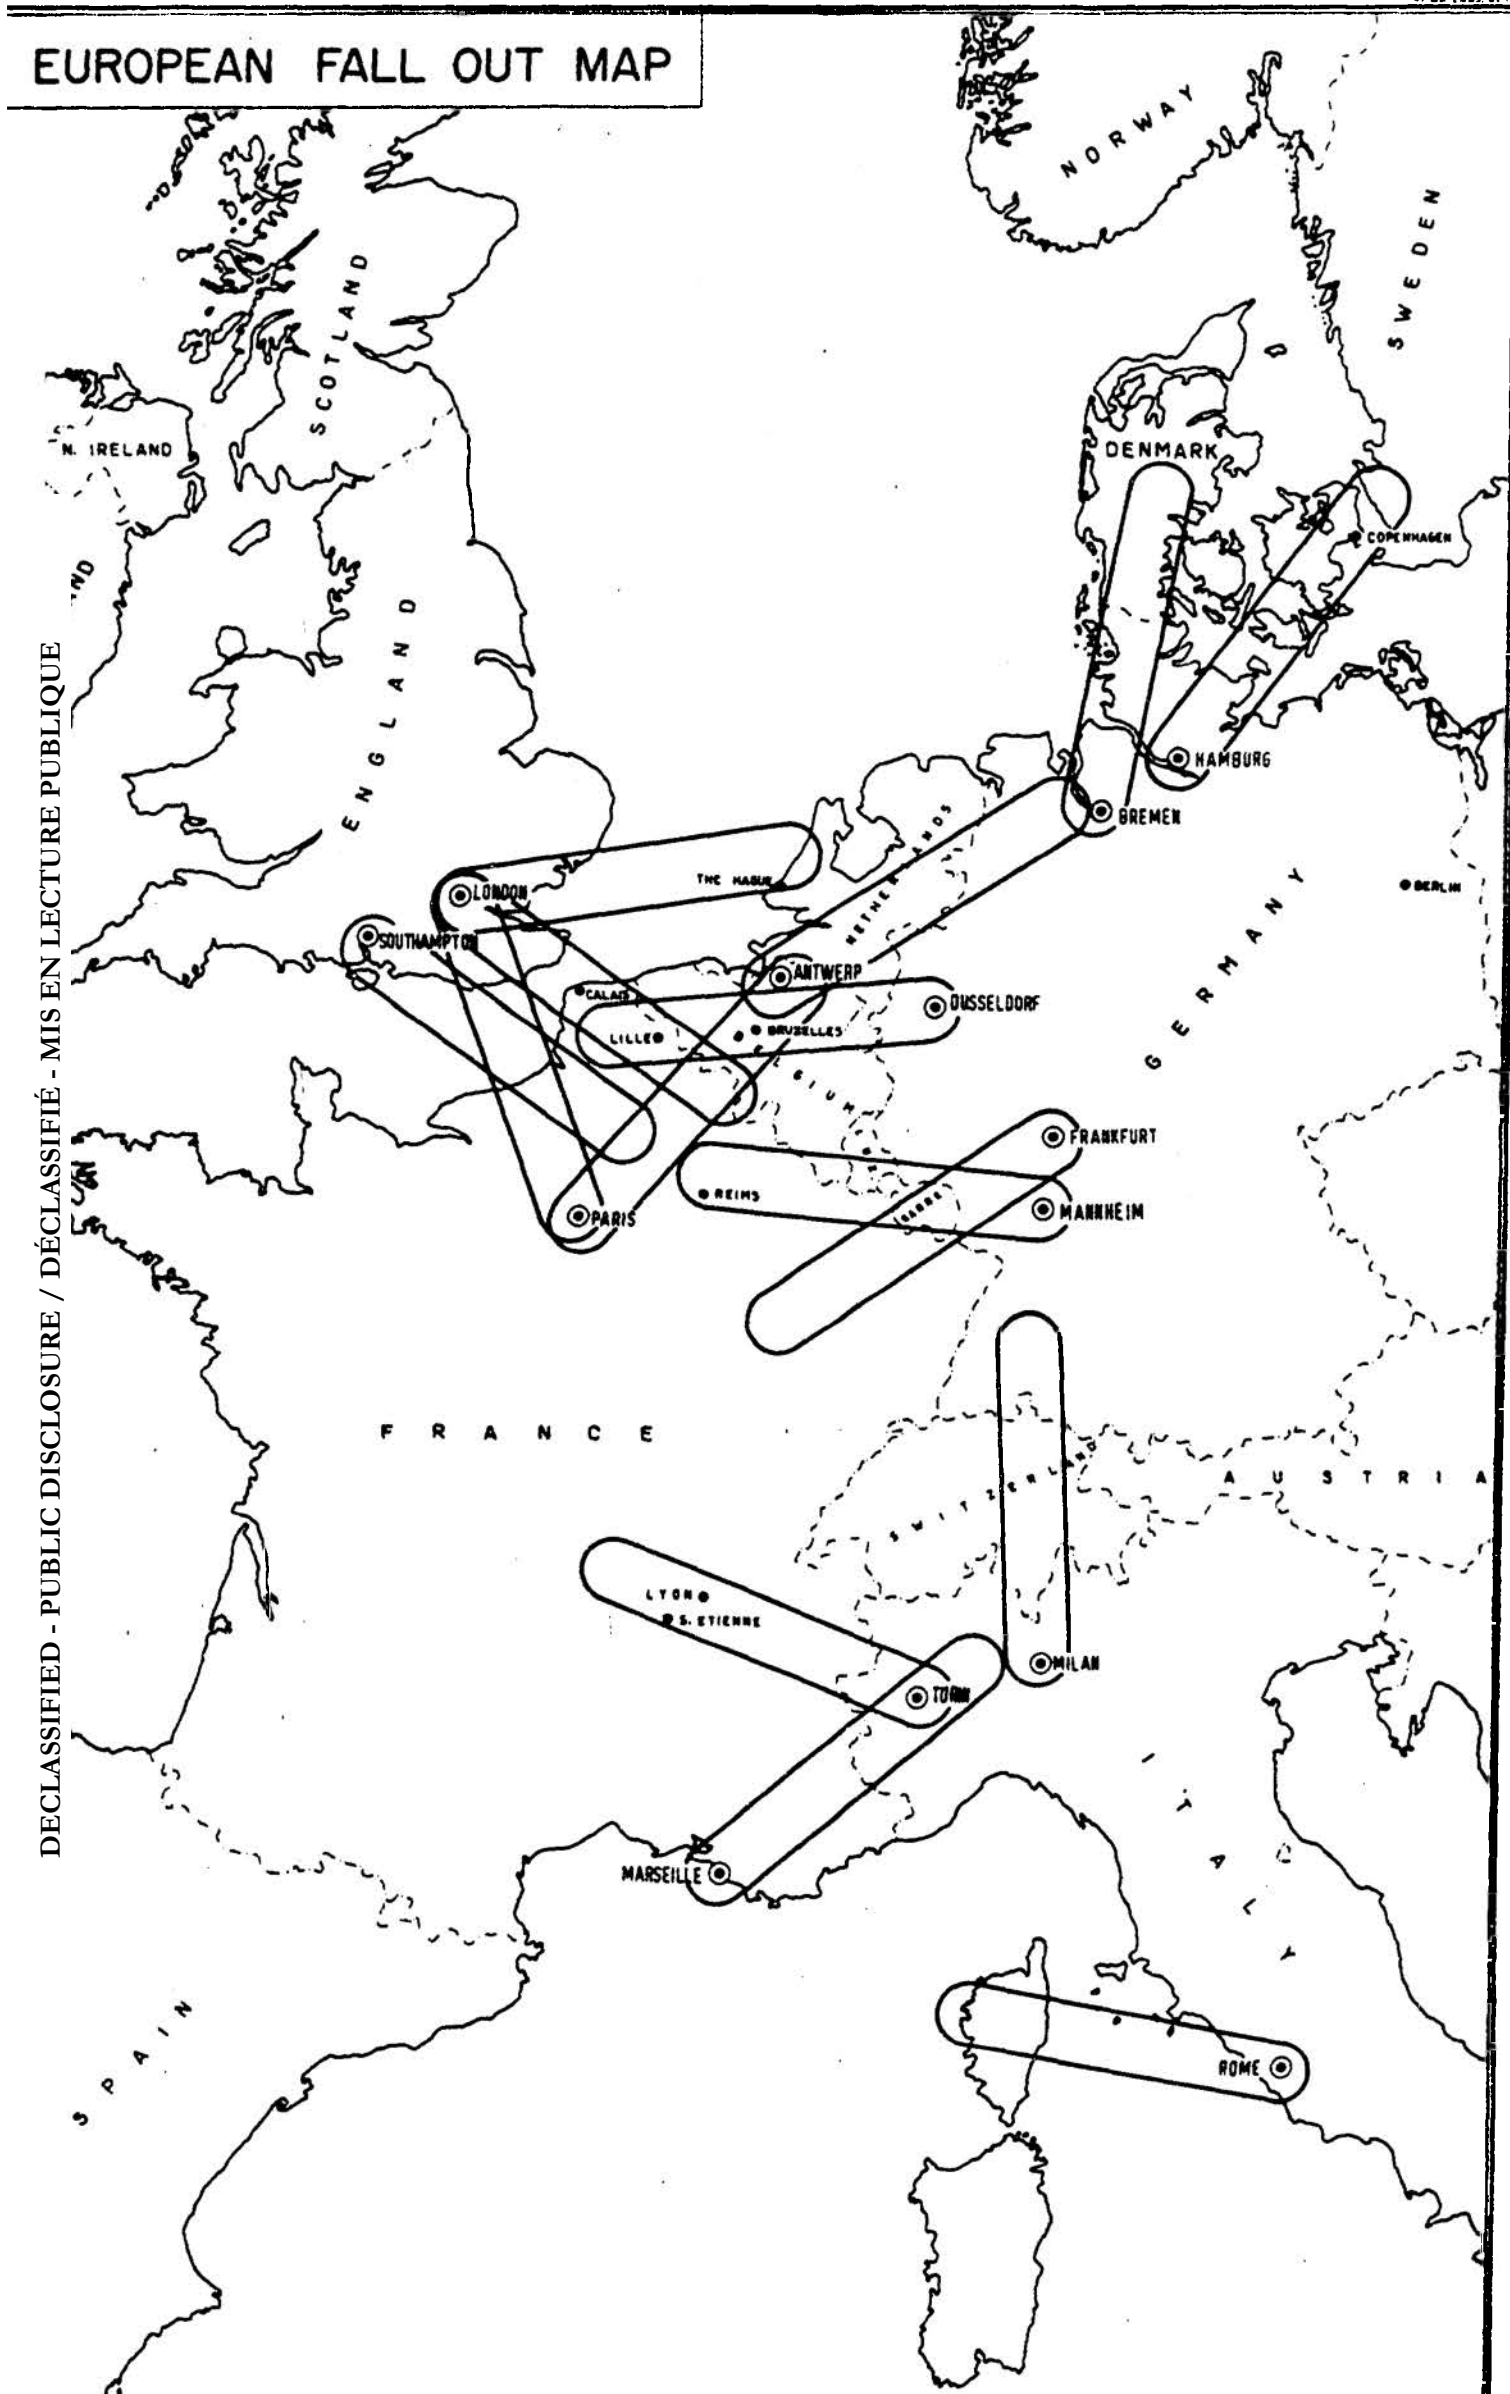 EUROPEAN FALL OUT MAP
NORWAY
SWEDEN
SCOTLAND
N. IRELAND
DENMARK
COPENHAGEN
ND
ENGLAND
HAMBURG
BREMEN
NETHERLANDS
THE HAGUE
BERLIN
LONDON
SOUTHAMPTON
GERMANY
ANTWERP
CALAIS
DUSSELDORF
LILLE
BRUXELLES
BELGIUM
FRANKFURT
REIMS
SARRE
MANNHEIM
PARIS
FRANCE
SWITZERLAND
AUSTRIA
LYON
S. ETIENNE
MILAN
TURIN
ITALY
MARSEILLE
SPAIN
ROME
DECLASSIFIED - PUBLIC DISCLOSURE / DÉCLASSIFIÉ - MIS EN LECTURE PUBLIQUE